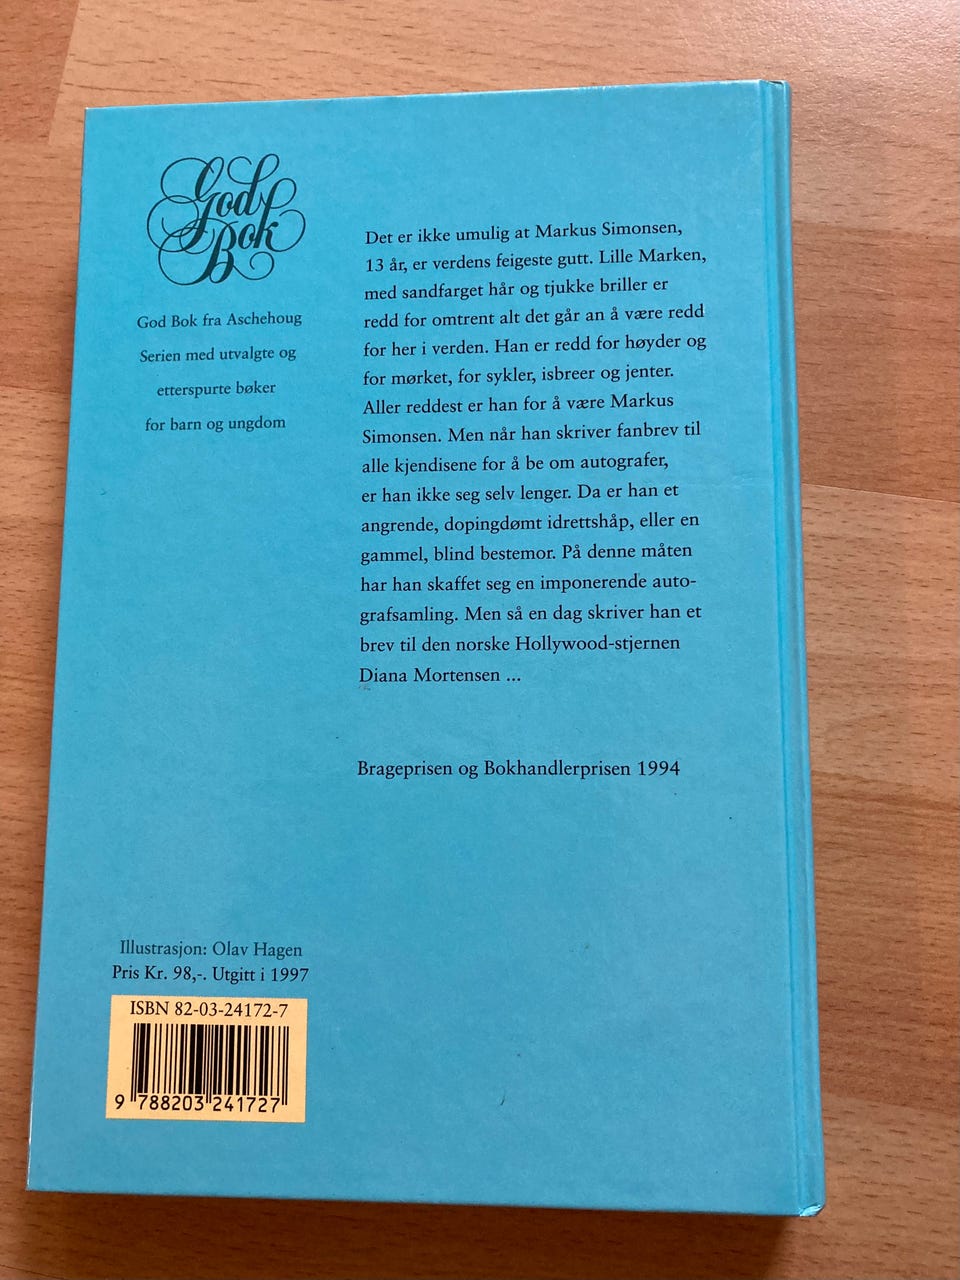 God
Bok
God Bok fra Aschehoug
Serien med utvalgte og
etterspurte bøker
for barn og ungdom
Det er ikke umulig at Markus Simonsen,
13 år, er verdens feigeste gutt. Lille Marken,
med sandfarget hår og tjukke briller er
redd for omtrent alt det går an å være redd
for her i verden. Han er redd for høyder og
for mørket, for sykler, isbreer og jenter.
Aller reddest er han for å være Markus
Simonsen. Men når han skriver fanbrev til
alle kjendisene for å be om autografer,
er han ikke seg selv lenger. Da er han et
angrende, dopingdømt idrettshåp, eller en
gammel, blind bestemor. På denne måten
har han skaffet seg en imponerende auto-
grafsamling. Men så en dag skriver han et
brev til den norske Hollywood-stjernen
Diana Mortensen ...
Brageprisen og Bokhandlerprisen 1994
Illustrasjon: Olav Hagen
Pris Kr. 98,-. Utgitt i 1997
ISBN 82-03-24172-7
9 788203 241727